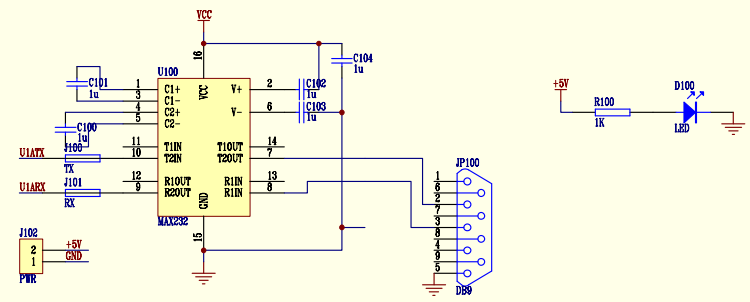 VCC
U100
16
C104
1u
C101
1u
1
3
4
5
C1+
C1-
C2+
C2-
VCC
V+
V-
2
6
C102
1u
C103
1u
C100
1u
J100
U1ATX
TX
11
10
T1IN
T2IN
T1OUT
T2OUT
14
7
J101
U1ARX
RX
12
9
R1OUT
R2OUT
R1IN
R1IN
13
8
GND
MAX232
15
J102
2
1
+5V
GND
PWR
JP100
1
6
2
7
3
8
4
9
5
DB9
+5V
R100
1K
D100
LED